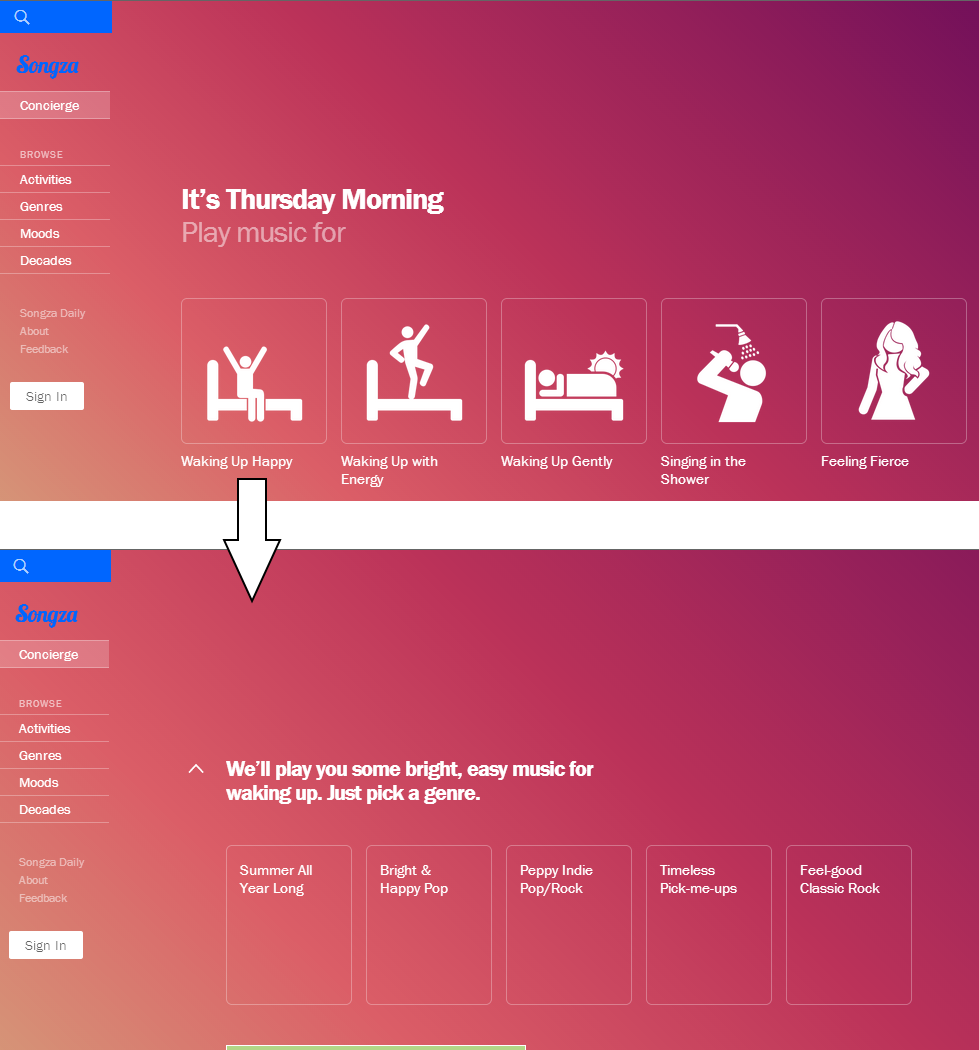 Songza
Concierge
BROWSE
Activities
Genres
Moods
Decades
Songza Daily
About
Feedback
Sign In
It's Thursday Morning
Play music for
Waking Up Happy
Waking Up with
Energy
Waking Up Gently
Singing in the
Shower
Feeling Fierce
Songza
Concierge
BROWSE
Activities
Genres
Moods
Decades
Songza Daily
About
Feedback
Sign In
We'll play you some bright, easy music for
waking up. Just pick a genre.
Summer All
Year Long
Bright &
Happy Pop
Peppy Indie
Pop/Rock
Timeless
Pick-me-ups
Feel-good
Classic Rock